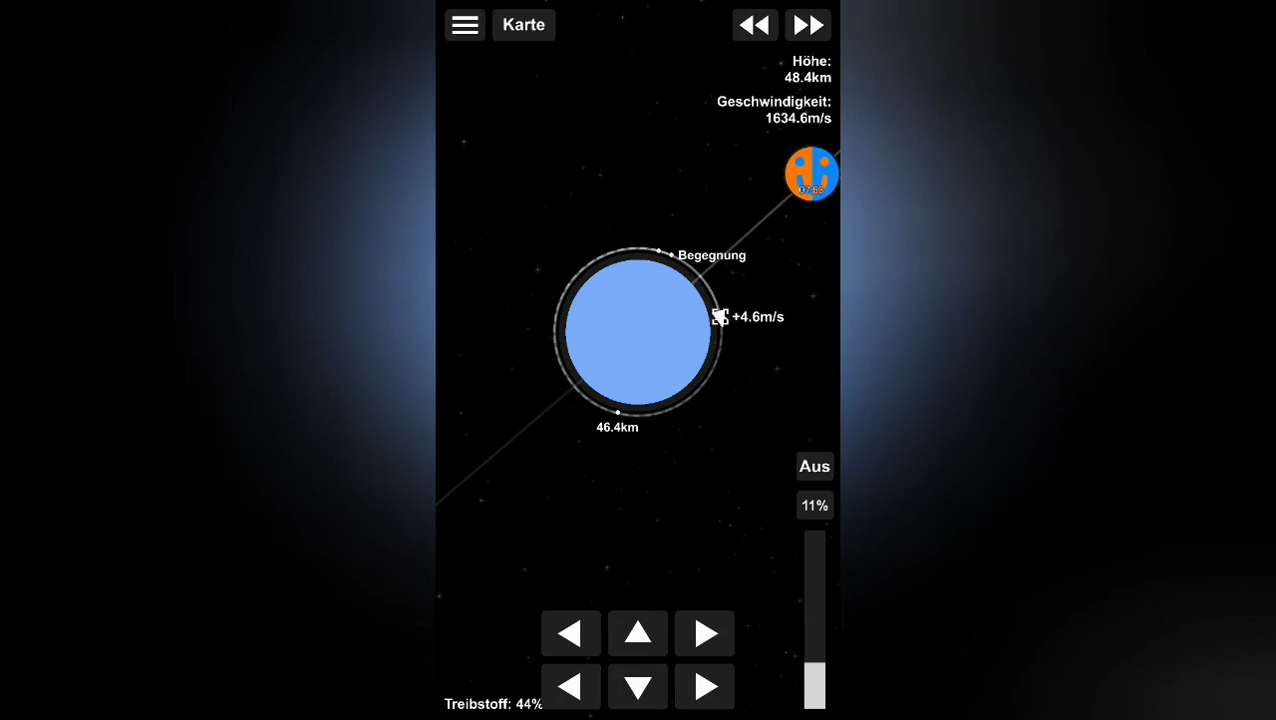 Karte
Höhe:
48.4km
Geschwindigkeit:
1634.6m/s
Begegnung
+4.6m/s
46.4km
Aus
11%
Treibstoff: 44%